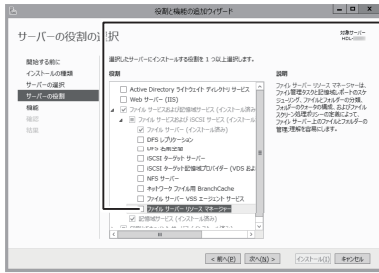 役割と機能の追加ウィザード
サーバーの役割の選択
対象サーバー
HDL-
開始する前に
インストールの種類
サーバーの選択
サーバーの役割
機能
確認
結果
選択したサーバーにインストールする役割を 1 つ以上選択します。
役割
Active Directory ライトウェイト ディレクトリ サービス
Web サーバー (IIS)
ファイル サービスおよび記憶域サービス (インストール済み
ファイル サービスおよび iSCSI サービス (インストール
ファイル サーバー (インストール済み)
DFS レプリケーション
DFS 名前空間
iSCSI ターゲット サーバー
iSCSI ターゲット記憶域プロバイダー (VDS およ
NFS サーバー
ネットワーク ファイル用 BranchCache
ファイル サーバー VSS エージェント サービス
ファイル サーバー リソース マネージャー
記憶域サービス (インストール済み)
説明
ファイル サーバー リソース マネージャーは、
ファイル管理タスクと記憶域レポートのスケ
ジューリング、ファイルとフォルダーの分類、
フォルダーのクォータの構成、およびファイル
スクリーン処理ポリシーの定義によって、
ファイル サーバー上のファイルとフォルダーの
管理/理解を容易にします。
< 前へ(P)
次へ(N) >
インストール(I)
キャンセル